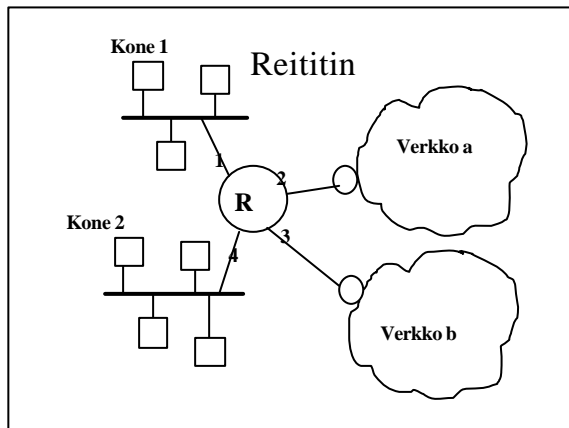 Kone 1
Reititin
Verkko a
1
2
R
Kone 2
3
4
Verkko b